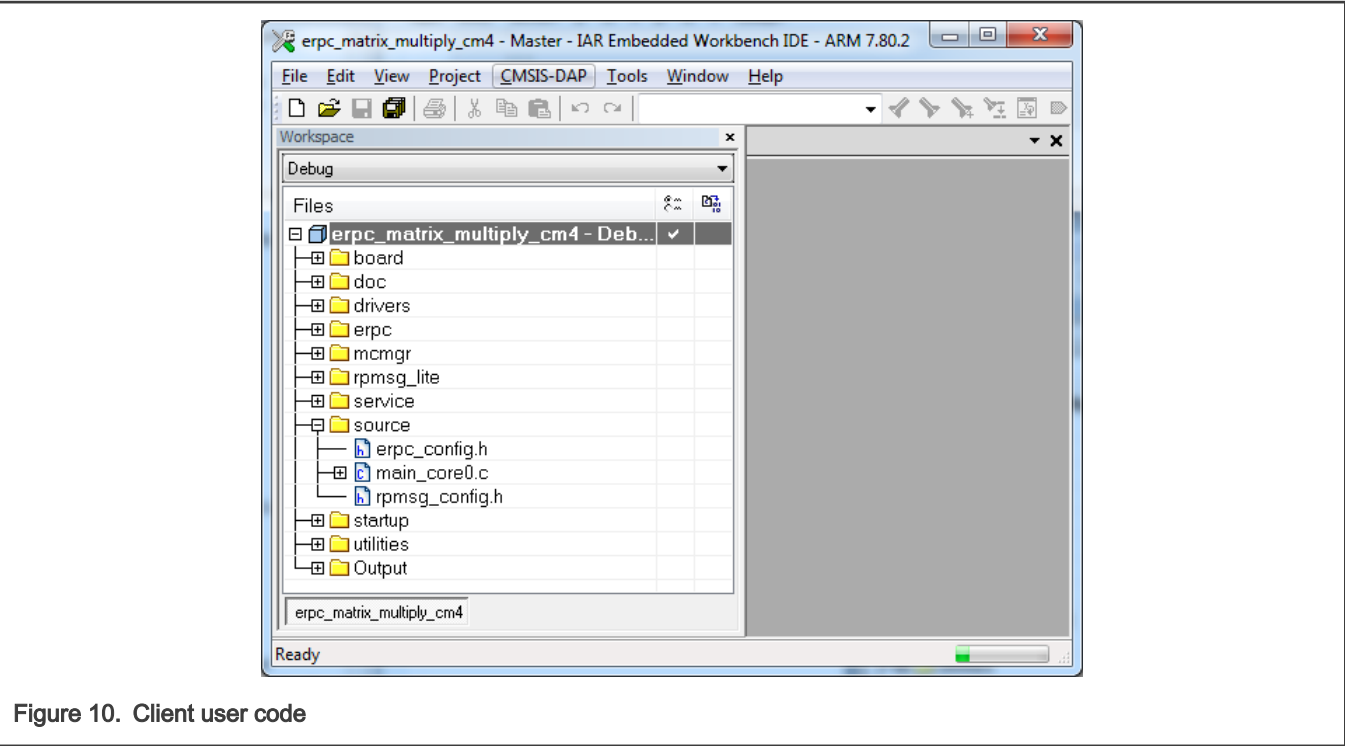 erpc_matrix_multiply_cm4 - Master - IAR Embedded Workbench IDE - ARM 7.80.2
File Edit View Project CMSIS-DAP Tools Window Help
Workspace
Debug
Files
erpc_matrix_multiply_cm4 - Deb...
board
doc
drivers
erpc
mcmgr
rpmsg_lite
service
source
erpc_config.h
main_core0.c
rpmsg_config.h
startup
utilities
Output
erpc_matrix_multiply_cm4
Ready
Figure 10. Client user code